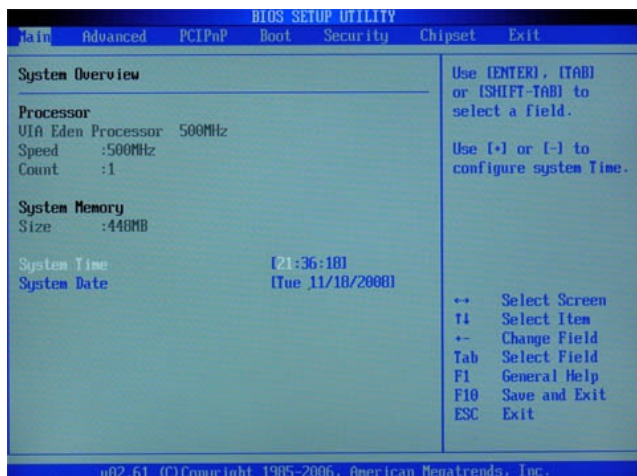 BIOS SETUP UTILITY
Main Advanced PCIPnP Boot Security Chipset Exit
System Overview
Processor
VIA Eden Processor 500MHz
Speed :500MHz
Count :1
System Memory
Size :448MB
System Time [21:36:18]
System Date [Tue 11/18/2008]
Use [ENTER], [TAB]
or [SHIFT-TAB] to
select a field.
Use [+] or [-] to
configure system Time.
↔ Select Screen
↑↓ Select Item
+- Change Field
Tab Select Field
F1 General Help
F10 Save and Exit
ESC Exit
v02.61 (C)Copyright 1985-2006, American Megatrends, Inc.